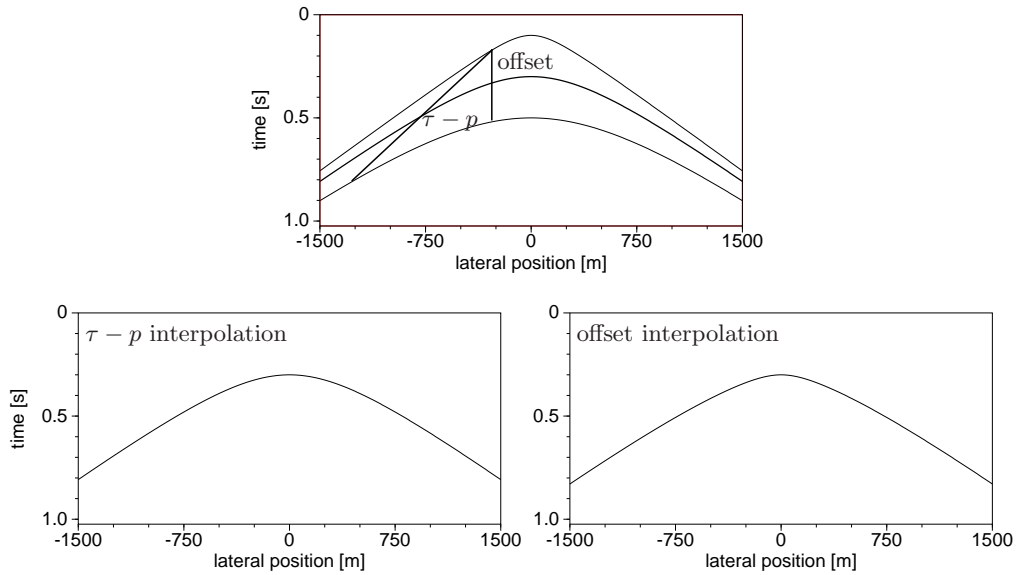 0
0.5
1.0
time [s]
offset
τ − p
-1500 -750 0 750 1500
lateral position [m]
τ − p interpolation
0
0.5
1.0
time [s]
-1500 -750 0 750 1500
lateral position [m]
offset interpolation
0
0.5
1.0
-1500 -750 0 750 1500
lateral position [m]